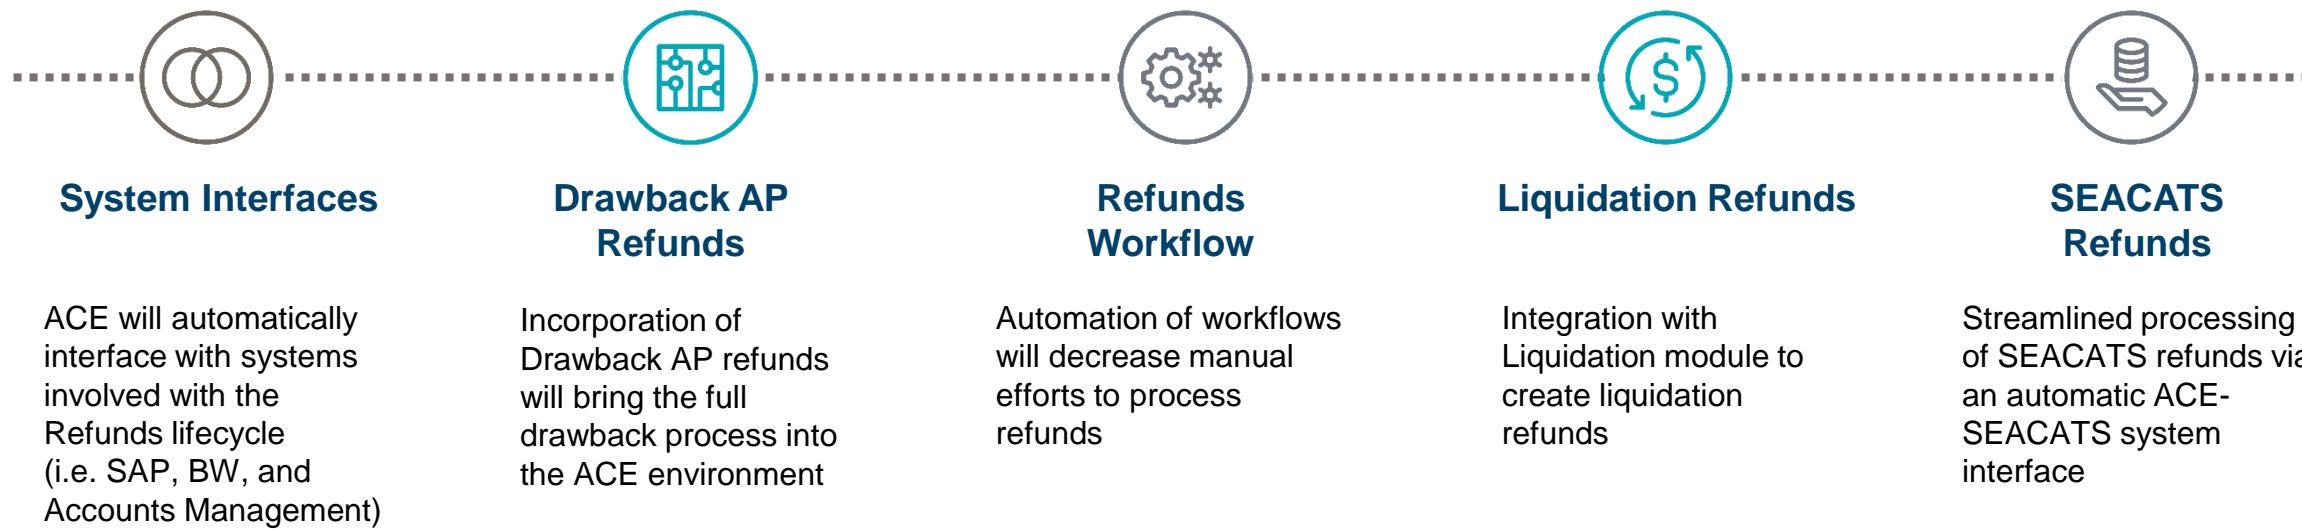 System Interfaces
ACE will automatically
interface with systems
involved with the
Refunds lifecycle
(i.e. SAP, BW, and
Accounts Management)
Drawback AP
Refunds
Incorporation of
Drawback AP refunds
will bring the full
drawback process into
the ACE environment
Refunds
Workflow
Automation of workflows
will decrease manual
efforts to process
refunds
Liquidation Refunds
Integration with
Liquidation module to
create liquidation
refunds
SEACATS
Refunds
Streamlined processing
of SEACATS refunds via
an automatic ACE-
SEACATS system
interface
$